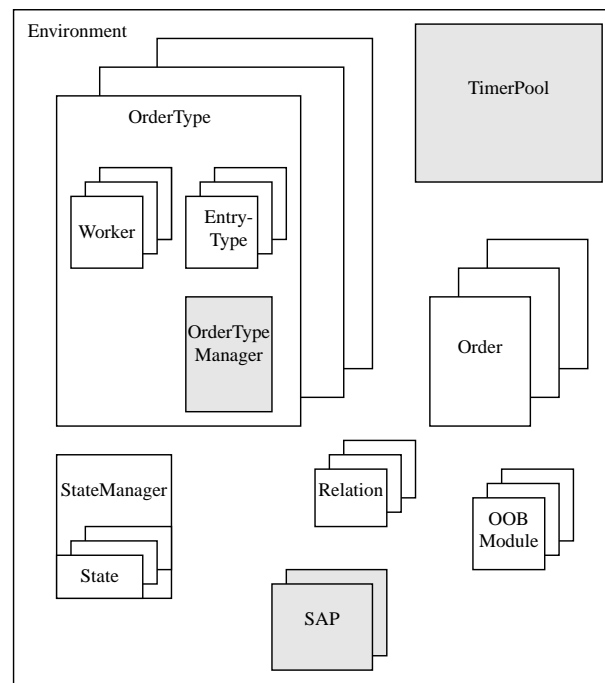 Environment
TimerPool
OrderType
Worker
Entry-
Type
OrderType
Manager
Order
StateManager
State
Relation
OOB
Module
SAP